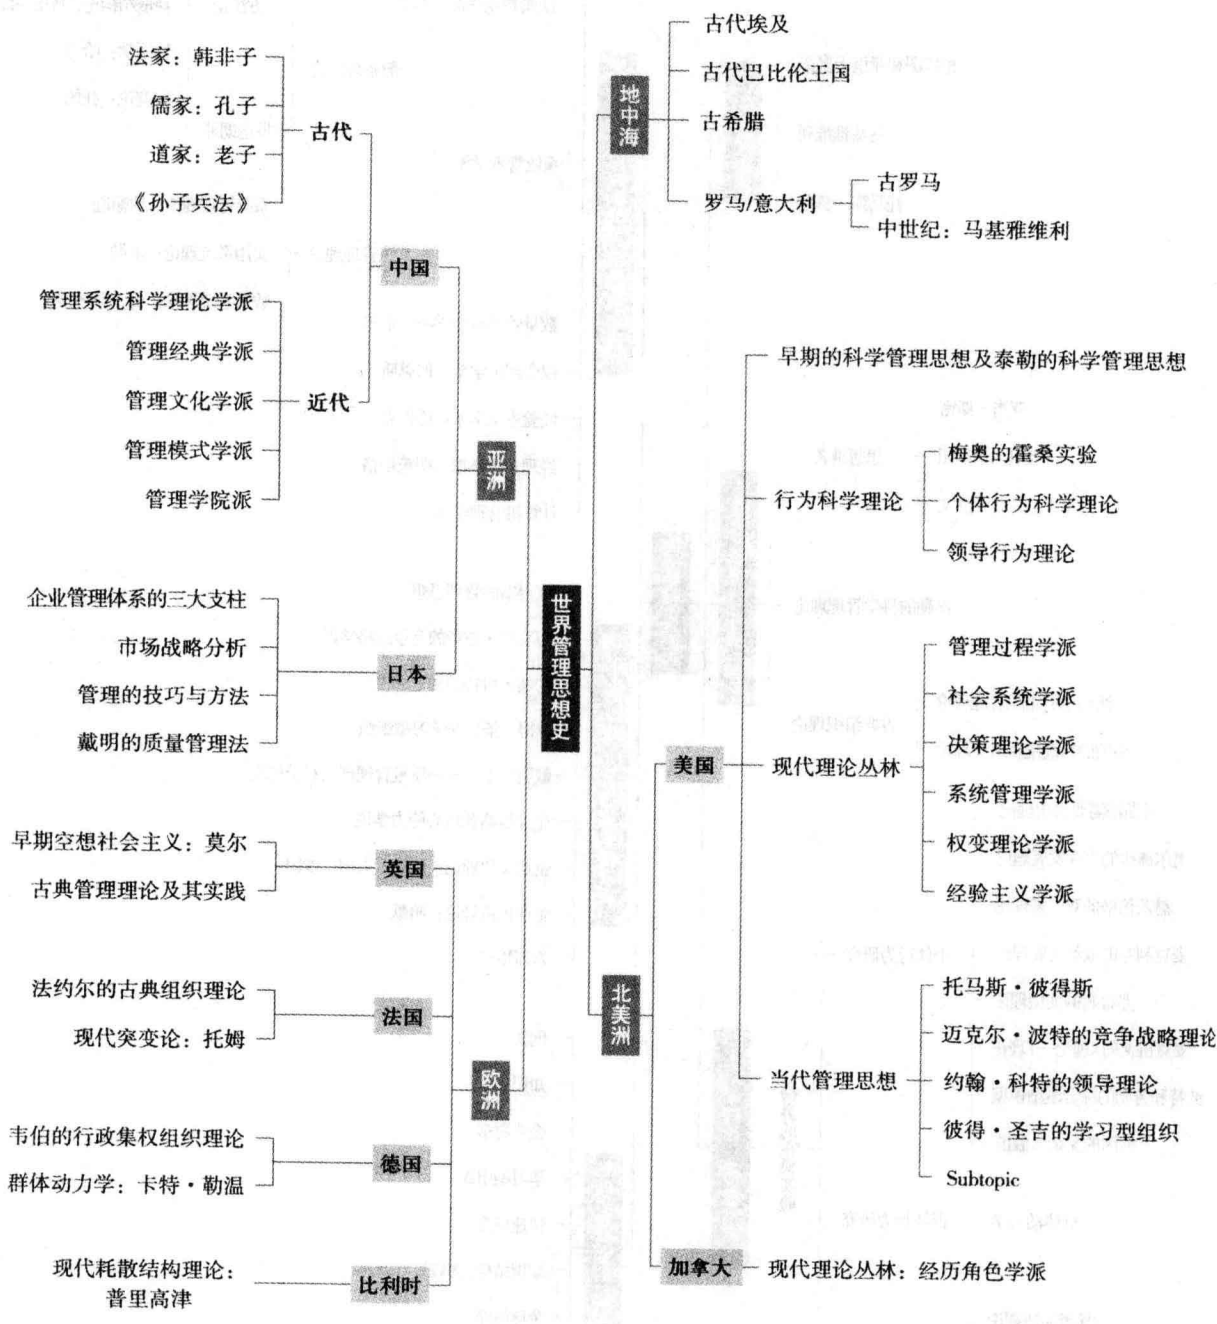 世界管理思想史
地中海
古代埃及
古代巴比伦王国
古希腊
罗马/意大利
古罗马
中世纪：马基雅维利
亚洲
中国
古代
法家：韩非子
儒家：孔子
道家：老子
《孙子兵法》
近代
管理系统科学理论学派
管理经典学派
管理文化学派
管理模式学派
管理学院派
日本
企业管理体系的三大支柱
市场战略分析
管理的技巧与方法
戴明的质量管理法
欧洲
英国
早期空想社会主义：莫尔
古典管理理论及其实践
法国
法约尔的古典组织理论
现代突变论：托姆
德国
韦伯的行政集权组织理论
群体动力学：卡特·勒温
比利时
现代耗散结构理论：
普里高津
北美洲
美国
早期的科学管理思想及泰勒的科学管理思想
行为科学理论
梅奥的霍桑实验
个体行为科学理论
领导行为理论
现代理论丛林
管理过程学派
社会系统学派
决策理论学派
系统管理学派
权变理论学派
经验主义学派
当代管理思想
托马斯·彼得斯
迈克尔·波特的竞争战略理论
约翰·科特的领导理论
彼得·圣吉的学习型组织
Subtopic
加拿大
现代理论丛林：经历角色学派